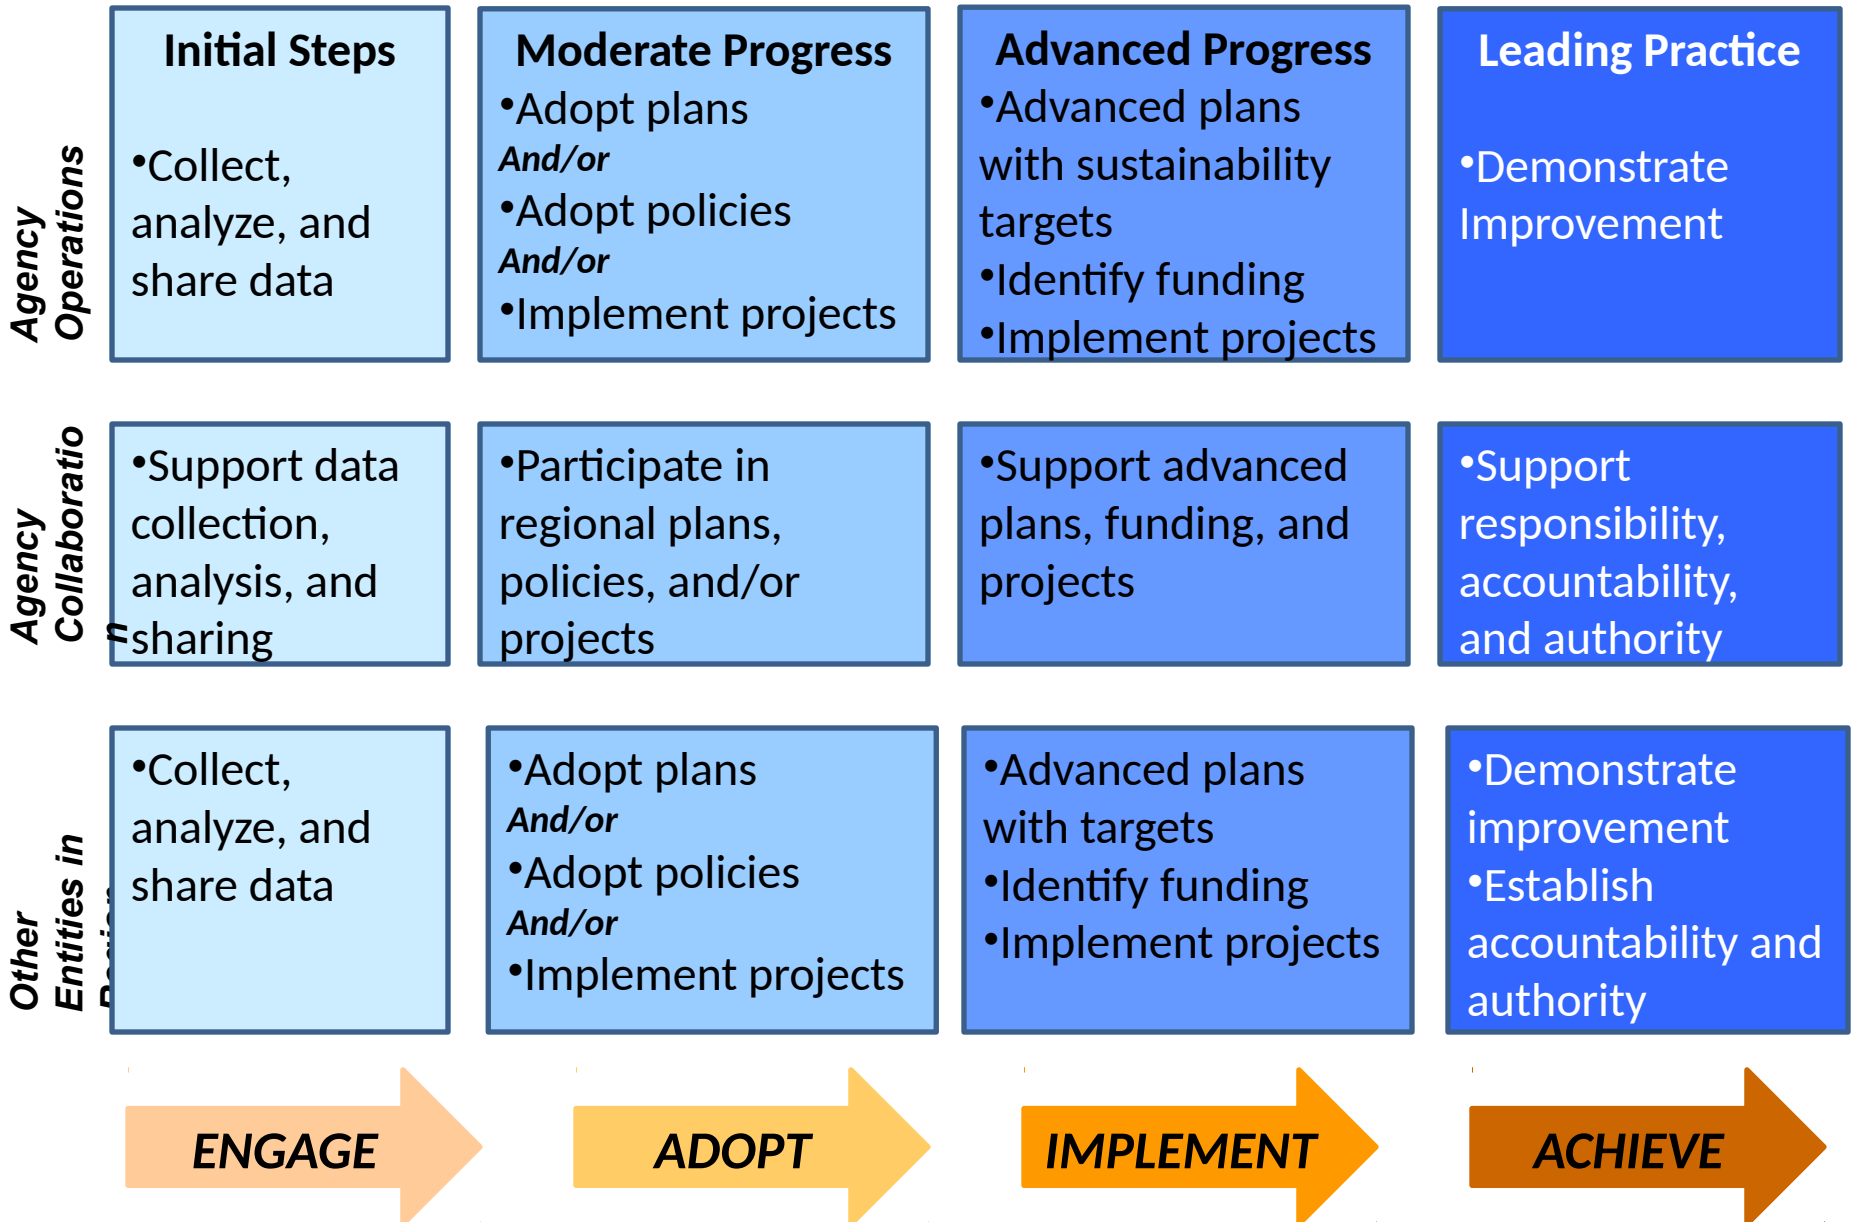 Initial Steps
•Collect,
analyze, and
share data
Moderate Progress
•Adopt plans
And/or
•Adopt policies
And/or
•Implement projects
Advanced Progress
•Advanced plans
with sustainability
targets
•Identify funding
•Implement projects
Leading Practice
•Demonstrate
Improvement
Agency
Operations
•Support data
collection,
analysis, and
sharing
•Participate in
regional plans,
policies, and/or
projects
•Support advanced
plans, funding, and
projects
•Support
responsibility,
accountability,
and authority
Agency
Collaboratio
n
•Collect,
analyze, and
share data
•Adopt plans
And/or
•Adopt policies
And/or
•Implement projects
•Advanced plans
with targets
•Identify funding
•Implement projects
•Demonstrate
improvement
•Establish
accountability and
authority
Other
Entities in
ENGAGE
ADOPT
IMPLEMENT
ACHIEVE